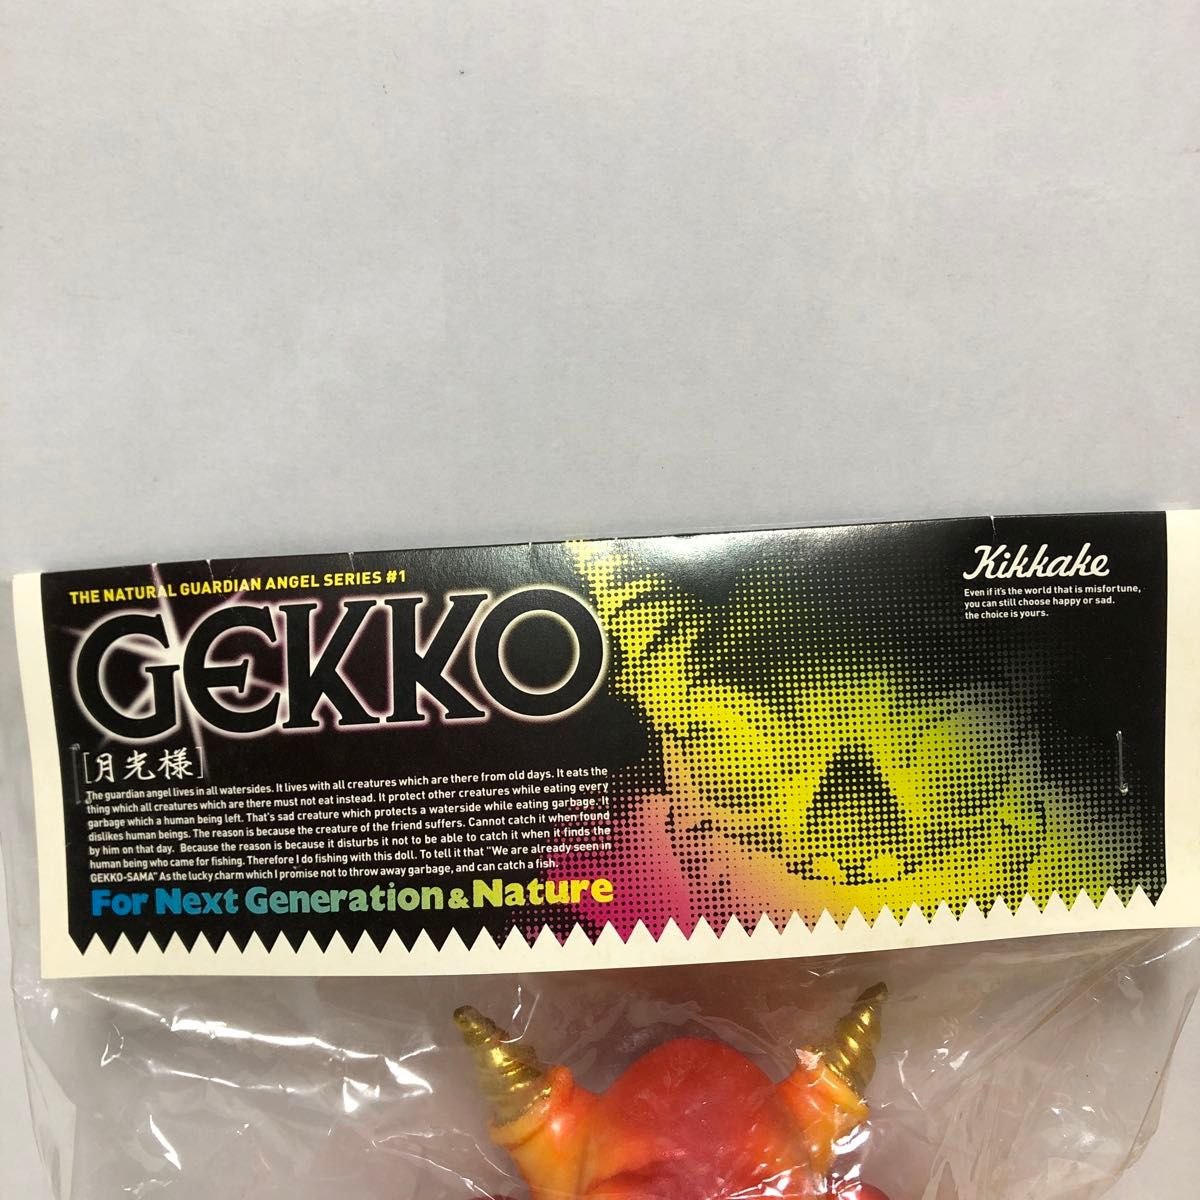 THE NATURAL GUARDIAN ANGEL SERIES #1
GEKKO
[月光様]
The guardian angel lives in all watersides. It lives with all creatures which are there from old days. It eats the
thing which all creatures which are there must not eat instead. It protect other creatures while eating every
garbage which a human being left. That's sad creature which protects a waterside while eating garbage. It
dislikes human beings. The reason is because the creature of the friend suffers. Cannot catch it when found
by him on that day. Because the reason is because it disturbs it not to be able to catch it when it finds the
human being who came for fishing. Therefore I do fishing with this doll. To tell it that "We are already seen in
GEKKO-SAMA" As the lucky charm which I promise not to throw away garbage, and can catch a fish.
For Next Generation & Nature
Kikkake
Even if it's the world that is misfortune,
you can still choose happy or sad.
the choice is yours.